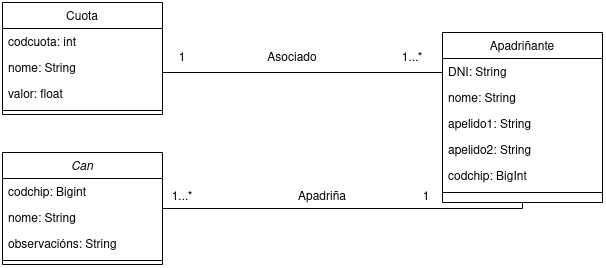 Cuota
codcuota: int
nome: String
valor: float
1 Asociado 1...*
Apadriñante
DNI: String
nome: String
apelido1: String
apelido2: String
codchip: BigInt
Can
codchip: Bigint
nome: String
observacións: String
1...* Apadriña 1